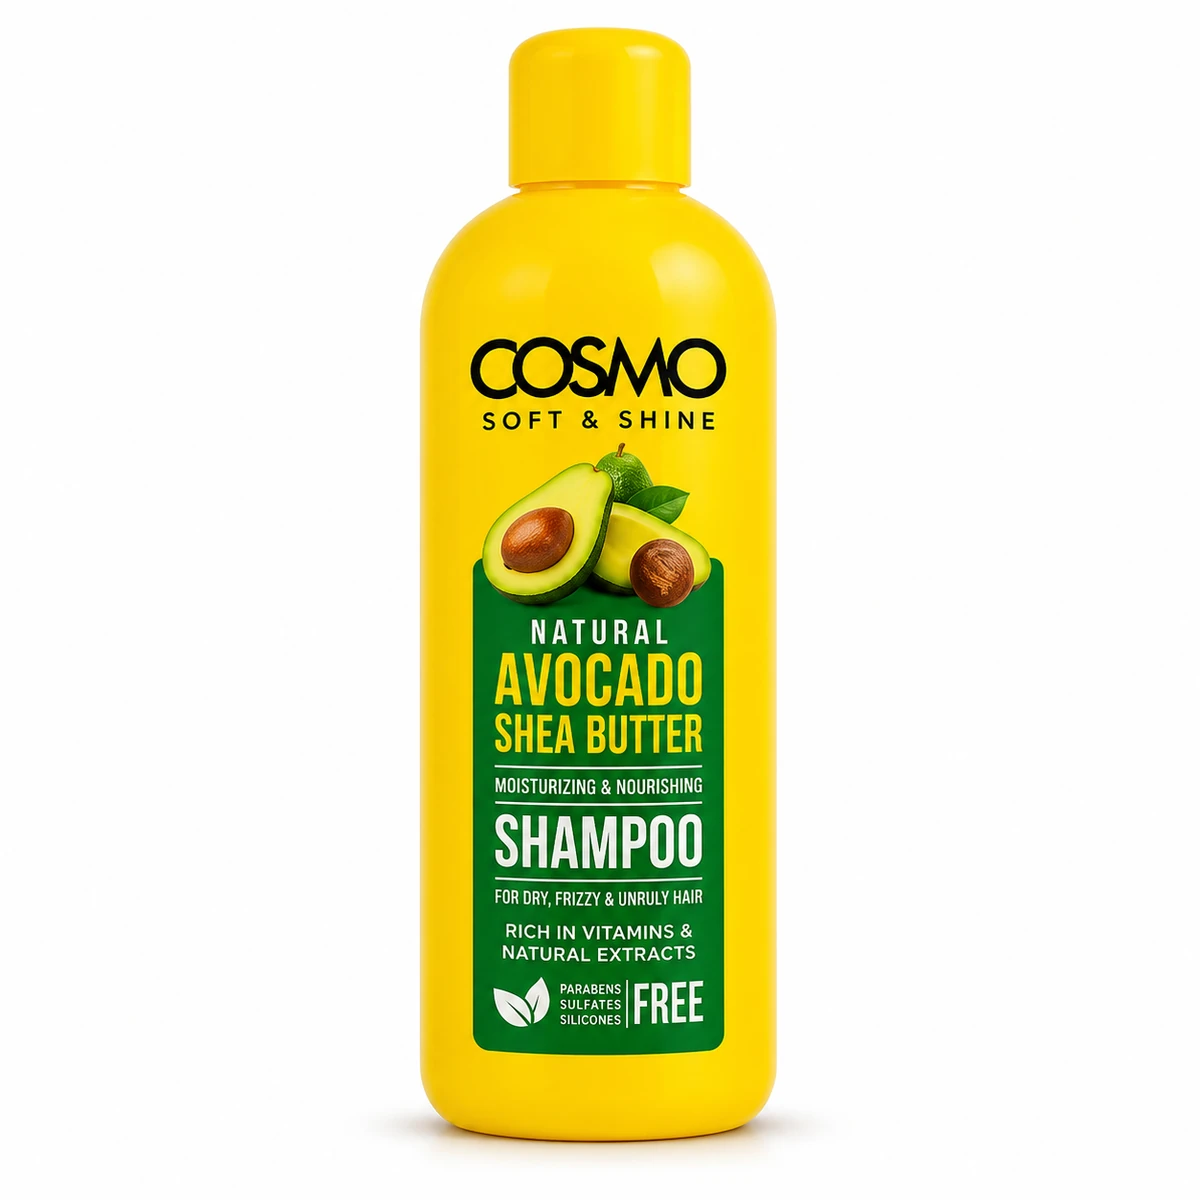 COSMO
SOFT & SHINE
NATURAL
AVOCADO
SHEA BUTTER
MOISTURIZING & NOURISHING
SHAMPOO
FOR DRY, FRIZZY & UNRULY HAIR
RICH IN VITAMINS &
NATURAL EXTRACTS
PARABENS
SULFATES
SILICONES
FREE